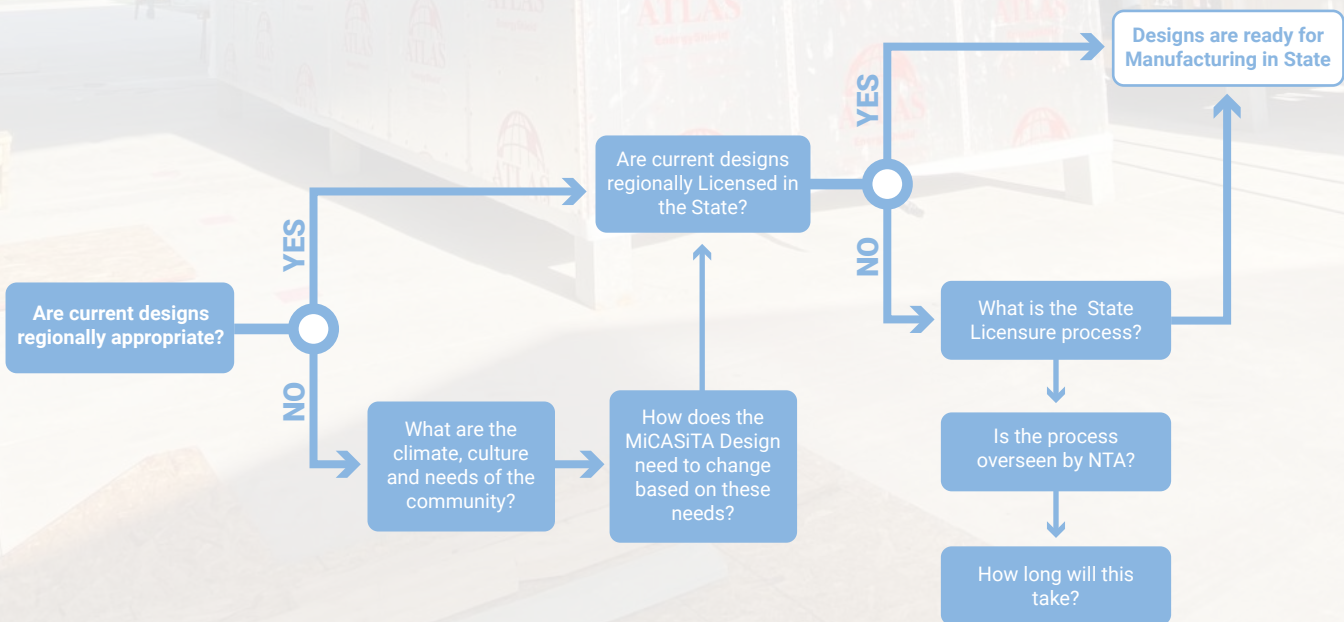 ATLAS
Designs are ready for
Manufacturing in State
YES
Are current designs
regionally Licensed in
the State?
YES
NO
Are current designs
regionally appropriate?
What is the  State
Licensure process?
NO
How does the
MiCASiTA Design
need to change
based on these
needs?
What are the
climate, culture
and needs of the
community?
Is the process
overseen by NTA?
How long will this
take?